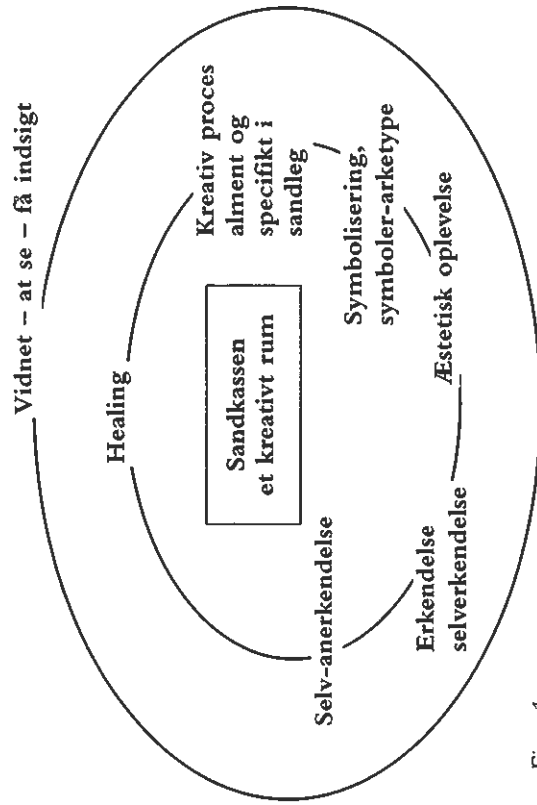 Vidnet – at se – få indsigt
Healing
Kreativ proces
alment og
specifikt i
sandleg
Sandkassen
et kreativt rum
Symbolisering,
symboler-arketype
Æstetisk oplevelse
Selv-anerkendelse
Erkendelse
selverkendelse